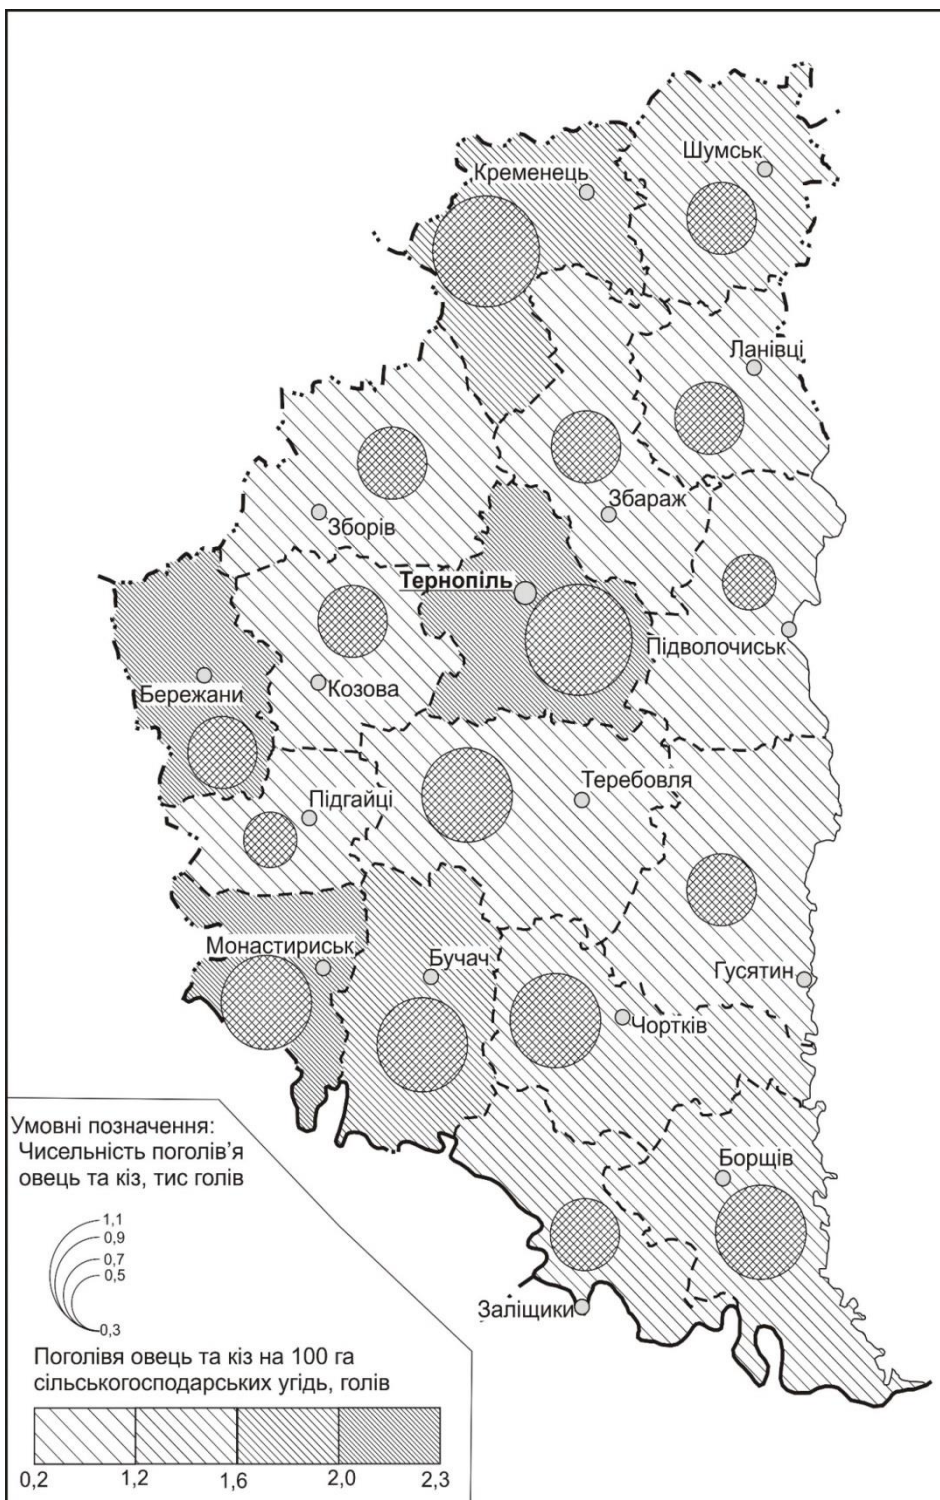 Шумськ
Кременець
Ланівці
Збараж
Зборів
Тернопіль
Підволочиськ
Бережани
Козова
Теребовля
Підгайці
Монастириськ
Бучач
Гусятин
Чортків
Борщів
Заліщики
Умовні позначення:
Чисельність поголів’я
овець та кіз, тис голів
1,1
0,9
0,7
0,5
0,3
Поголівя овець та кіз на 100 га
сільськогосподарських угідь, голів
0,2 1,2 1,6 2,0 2,3